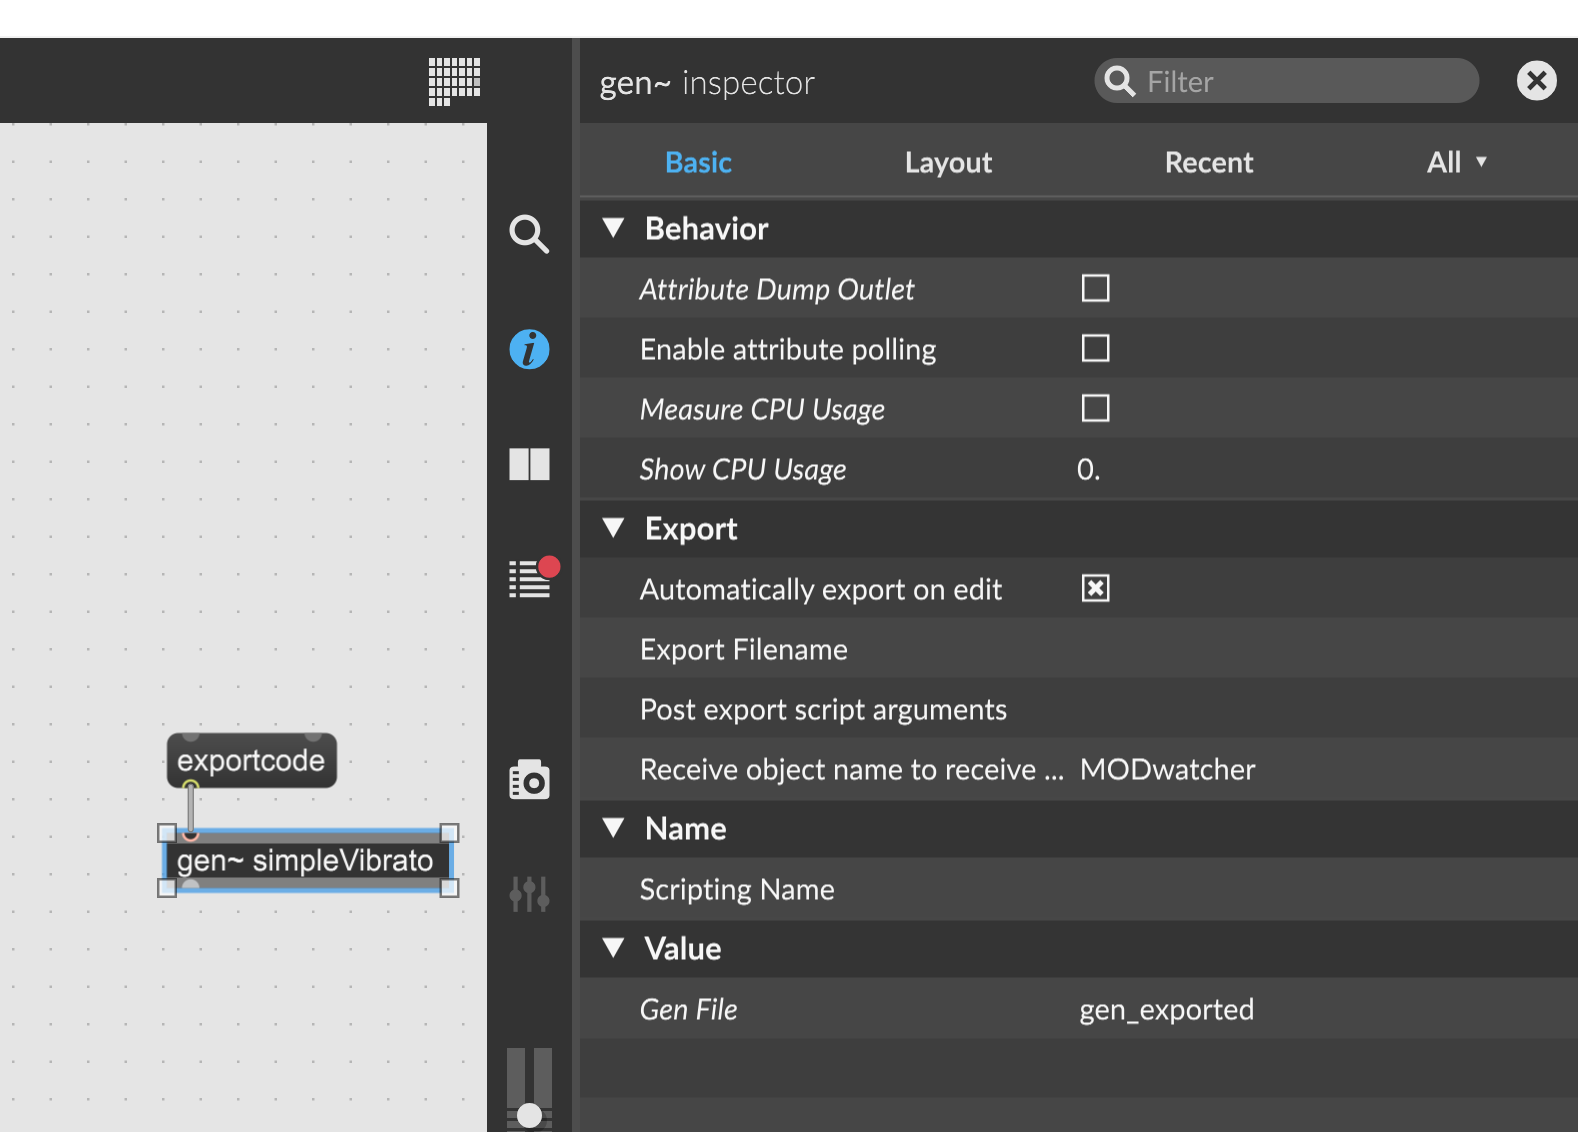 gen~ inspector
Filter
Basic
Layout
Recent
All
Behavior
Attribute Dump Outlet
Enable attribute polling
Measure CPU Usage
Show CPU Usage
0.
Export
Automatically export on edit
Export Filename
Post export script arguments
Receive object name to receive ...
MODwatcher
Name
Scripting Name
Value
Gen File
gen_exported
exportcode
gen~ simpleVibrato